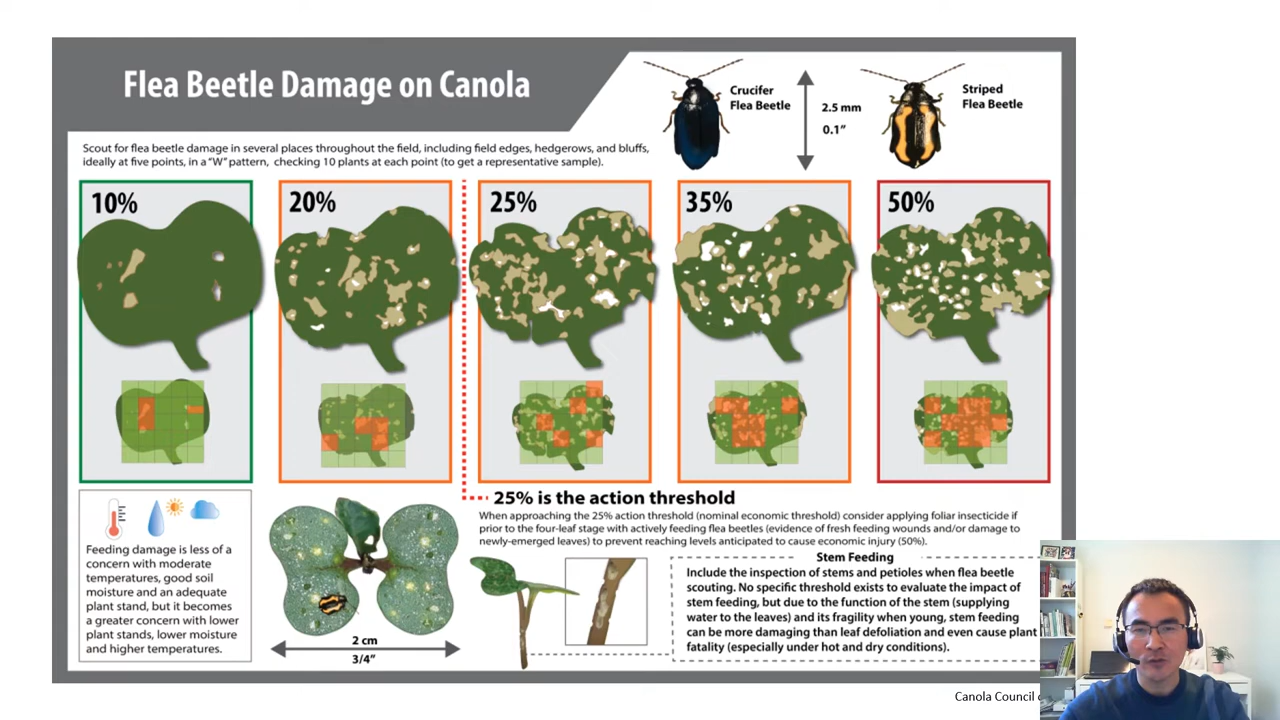 Flea Beetle Damage on Canola
Crucifer
Flea Beetle
2.5 mm
0.1"
Striped
Flea Beetle
Scout for flea beetle damage in several places throughout the field, including field edges, hedgerows, and bluffs,
ideally at five points, in a "W" pattern, checking 10 plants at each point (to get a representative sample).
10%
20%
25%
35%
50%
25% is the action threshold
When approaching the 25% action threshold (nominal economic threshold) consider applying foliar insecticide if
prior to the four-leaf stage with actively feeding flea beetles (evidence of fresh feeding wounds and/or damage to
newly-emerged leaves) to prevent reaching levels anticipated to cause economic injury (50%).
Feeding damage is less of a
concern with moderate
temperatures, good soil
moisture and an adequate
plant stand, but it becomes
a greater concern with lower
plant stands, lower moisture
and higher temperatures.
2 cm
3/4"
Stem Feeding
Include the inspection of stems and petioles when flea beetle
scouting. No specific threshold exists to evaluate the impact of
stem feeding, but due to the function of the stem (supplying
water to the leaves) and its fragility when young, stem feeding
can be more damaging than leaf defoliation and even cause plant
fatality (especially under hot and dry conditions).
Canola Council